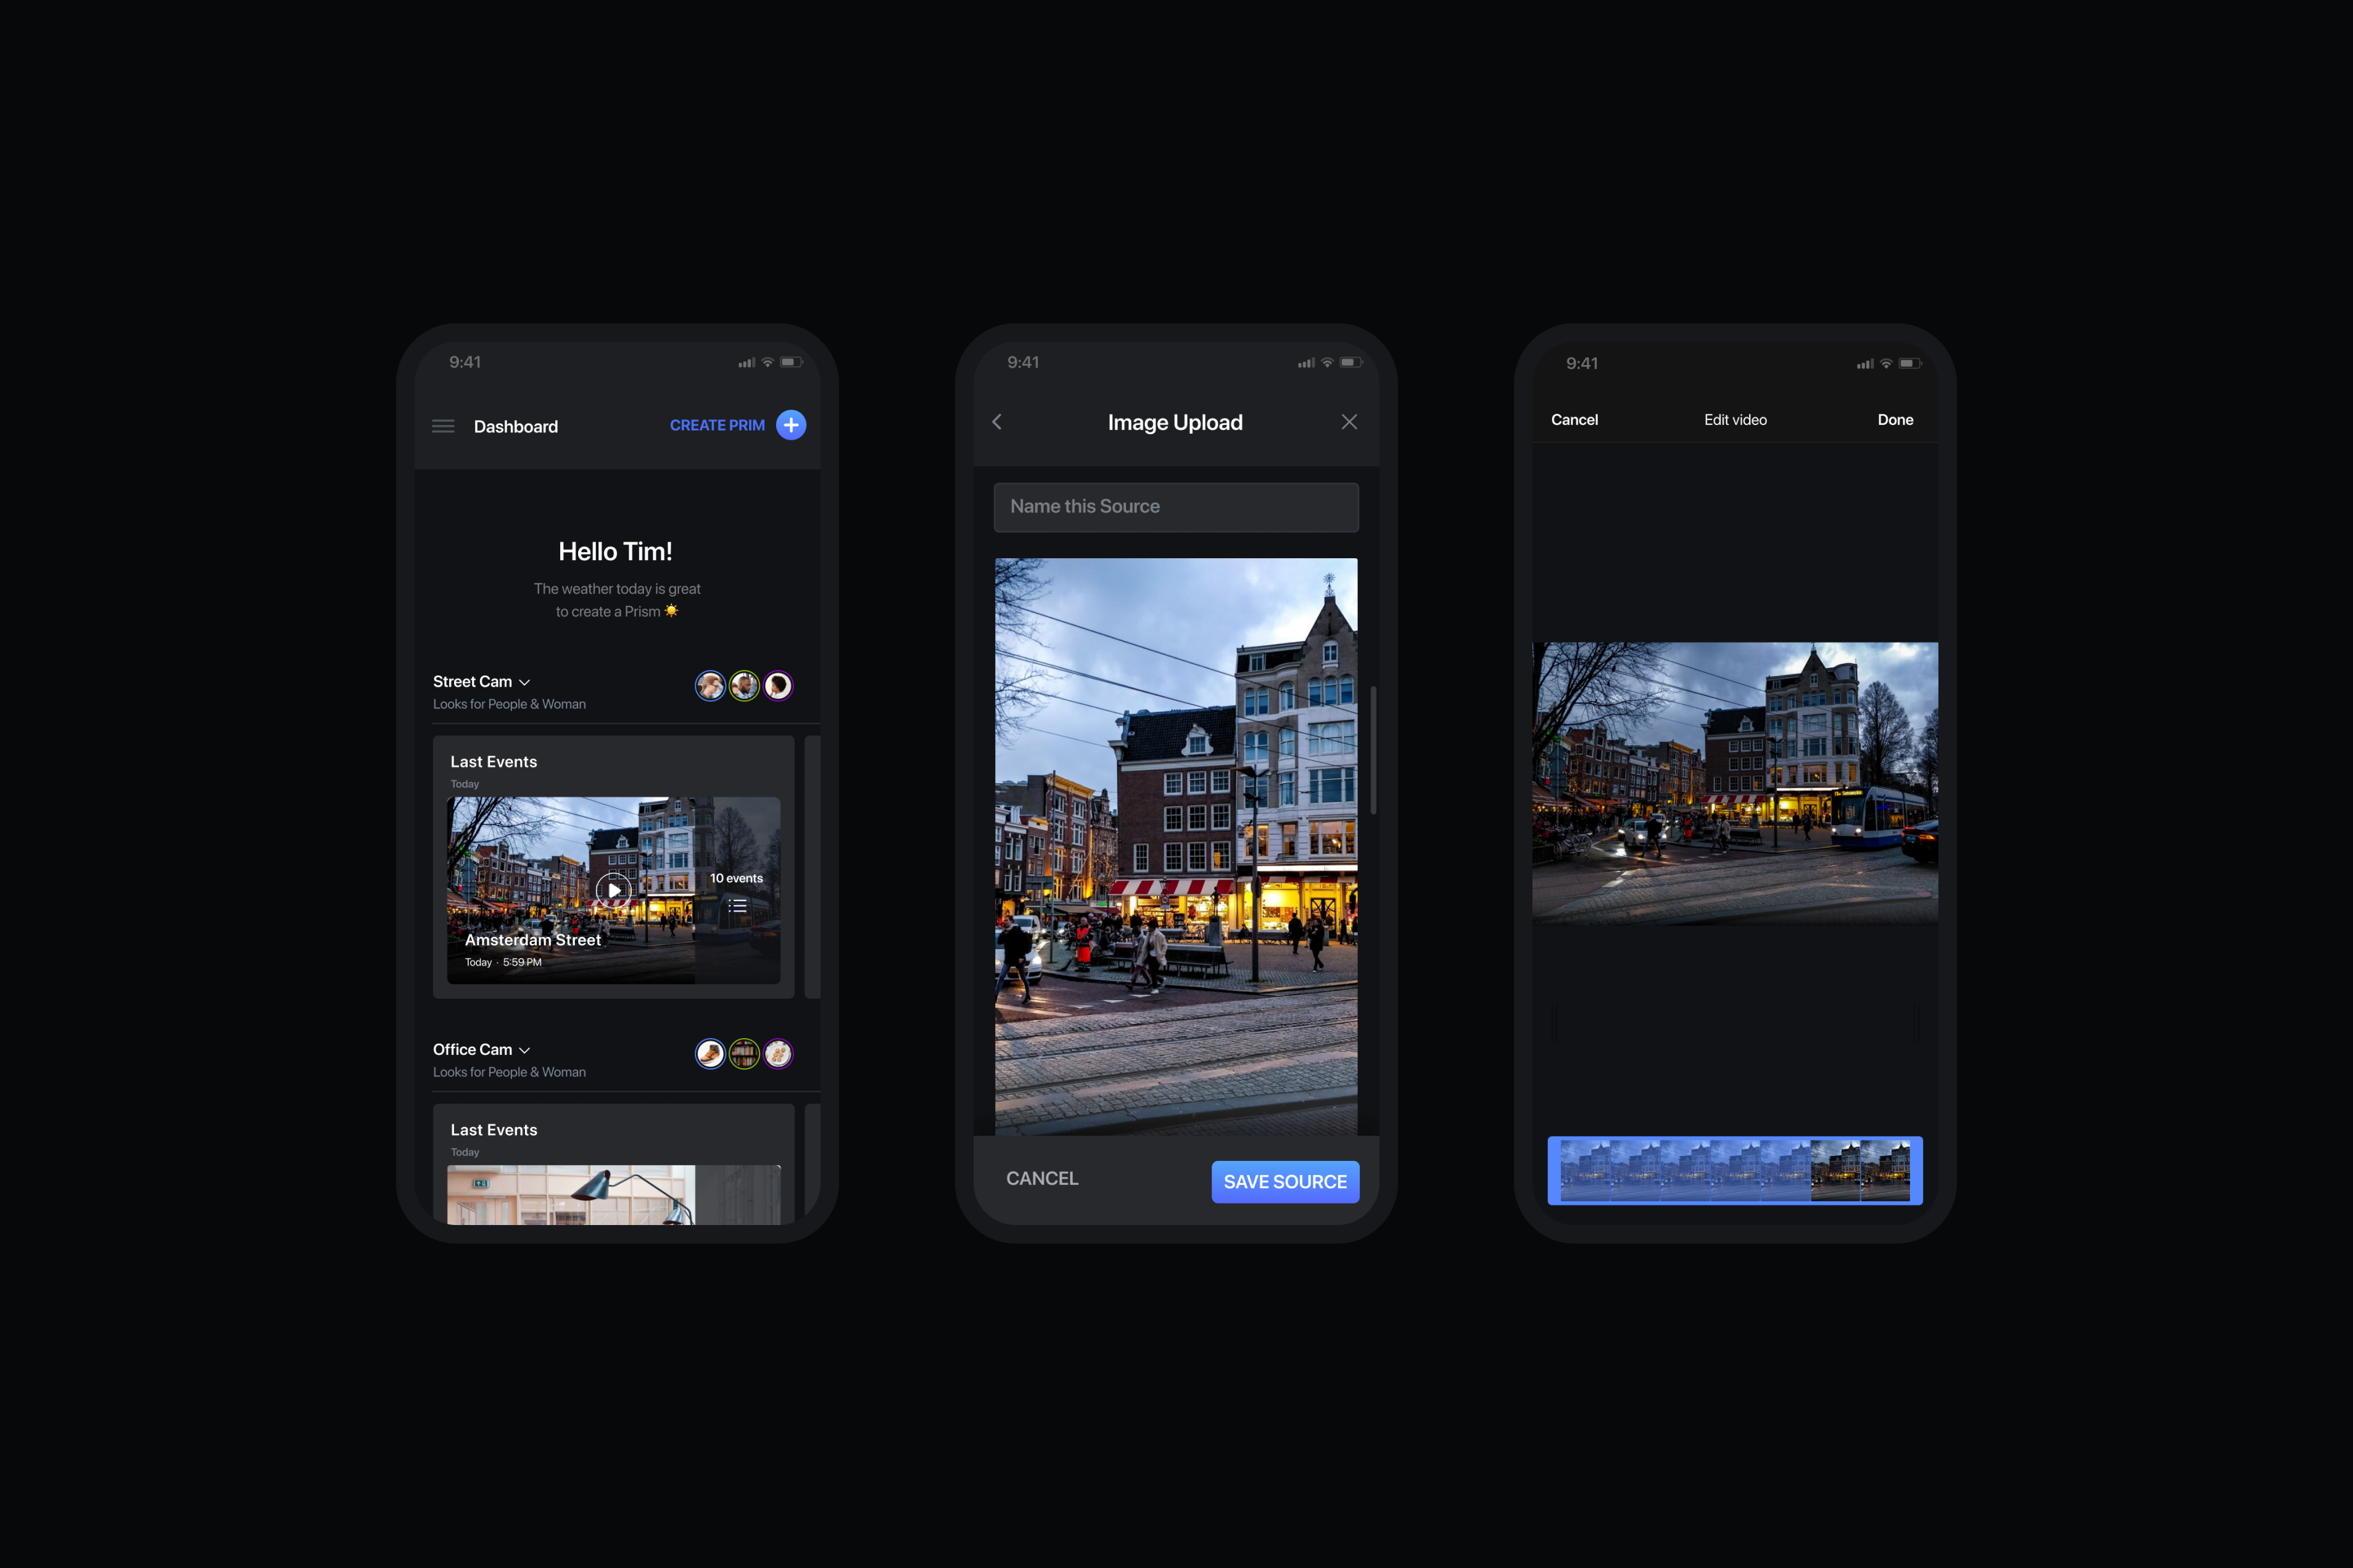 9:41
Dashboard
CREATE PRIM
Hello Tim!
The weather today is great
to create a Prism
Street Cam
Looks for People & Woman
Last Events
Today
10 events
Amsterdam Street
Today · 5:59 PM
Office Cam
Looks for People & Woman
Last Events
Today
9:41
Image Upload
Name this Source
CANCEL
SAVE SOURCE
9:41
Cancel
Edit video
Done